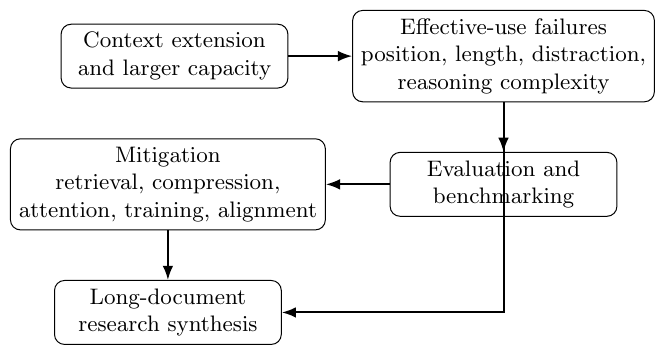 Context extension
and larger capacity
Effective-use failures
position, length, distraction,
reasoning complexity
Evaluation and
benchmarking
Mitigation
retrieval, compression,
attention, training, alignment
Long-document
research synthesis